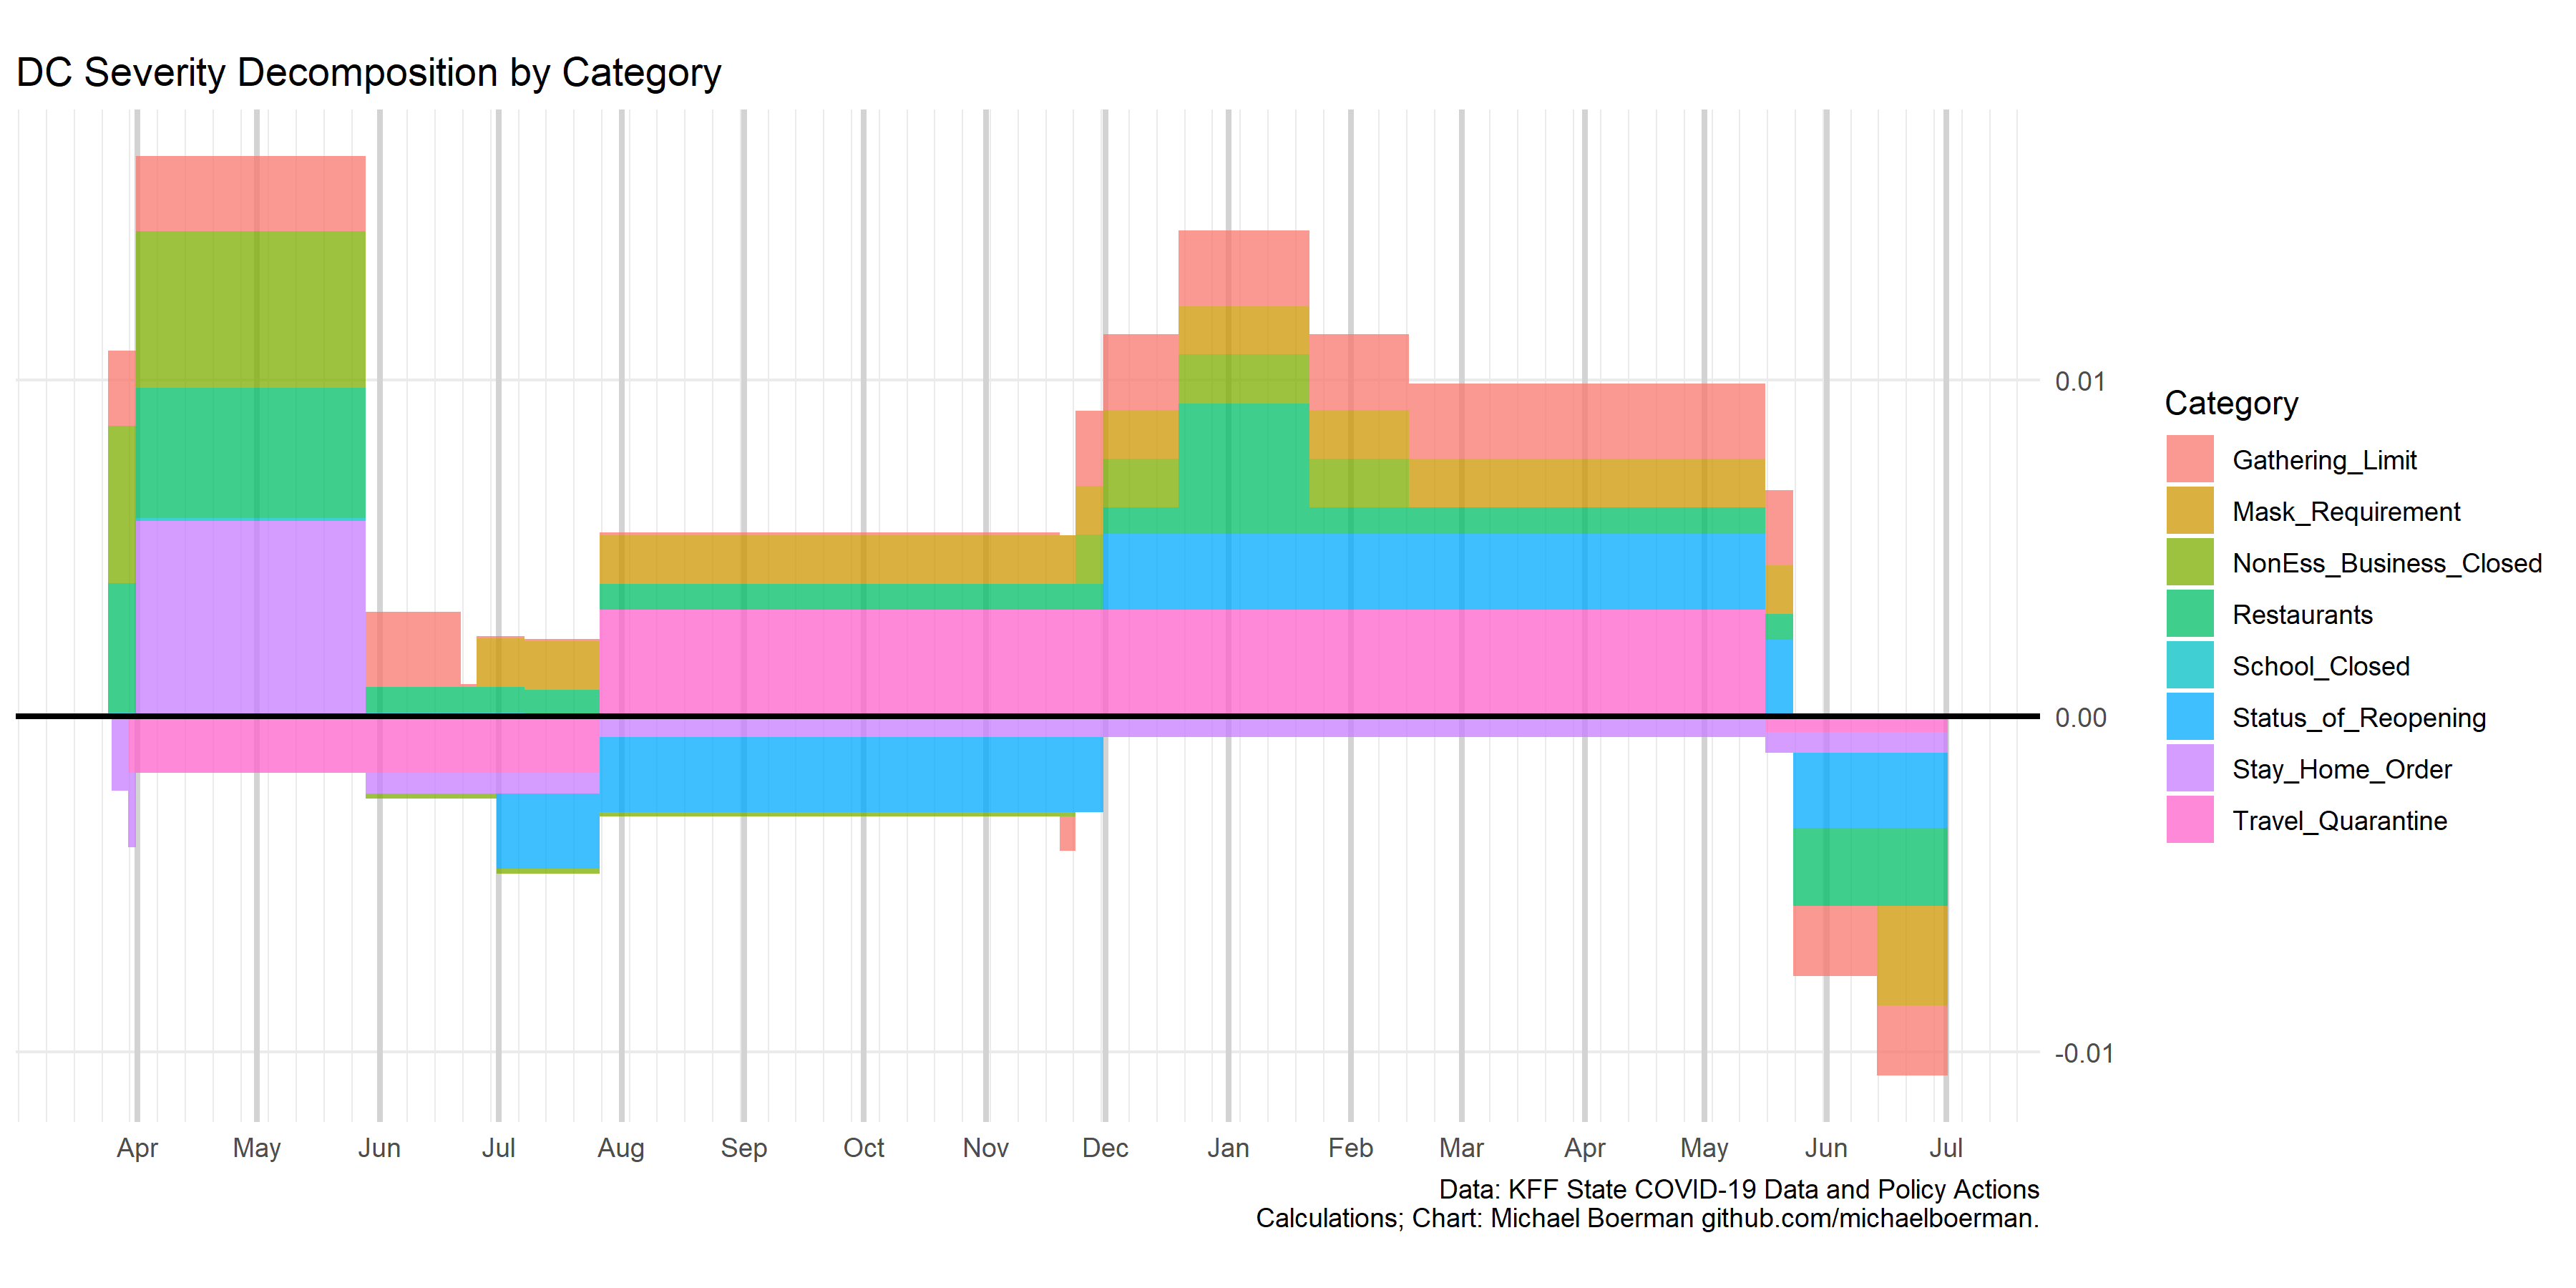 DC Severity Decomposition by Category
0.01
0.00
-0.01
Apr May Jun Jul Aug Sep Oct Nov Dec Jan Feb Mar Apr May Jun Jul
Category
Gathering_Limit
Mask_Requirement
NonEss_Business_Closed
Restaurants
School_Closed
Status_of_Reopening
Stay_Home_Order
Travel_Quarantine
Data: KFF State COVID-19 Data and Policy Actions
Calculations; Chart: Michael Boerman github.com/michaelboerman.